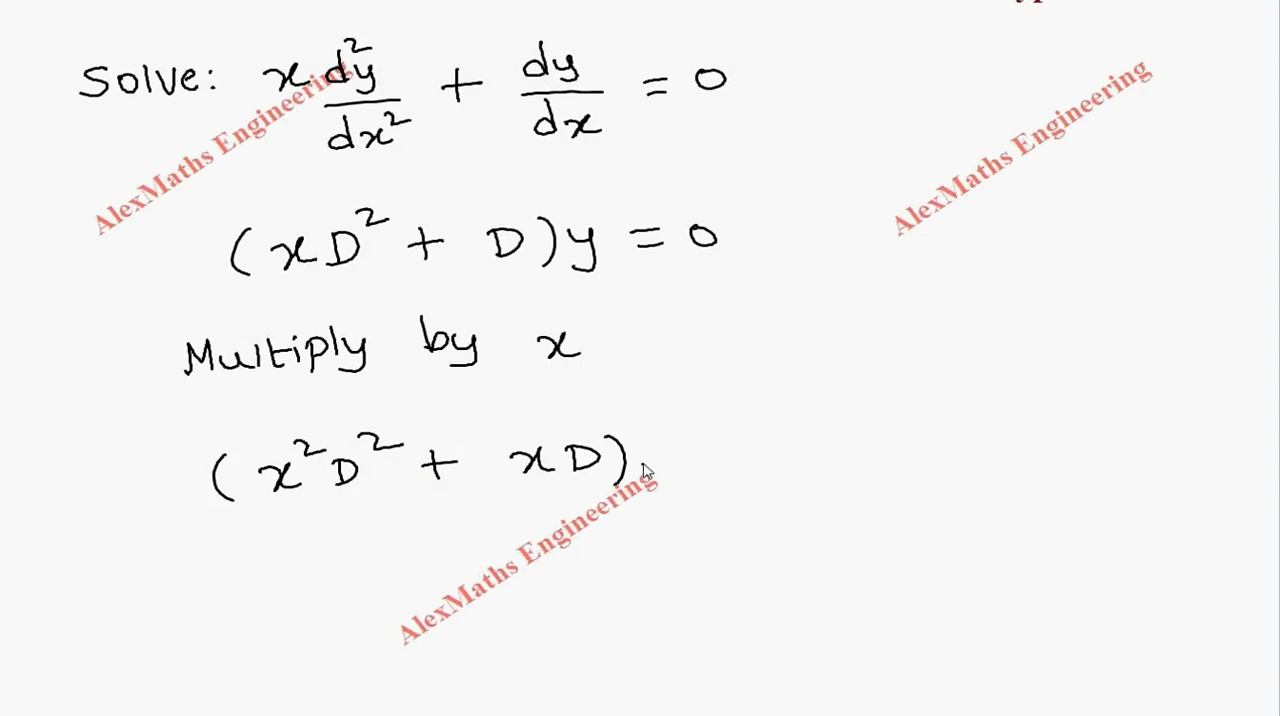 Solve: x d²y/dx² + dy/dx = 0
(xD² + D)y = 0
Multiply by x
(x²D² + xD)
AlexMaths Engineering
AlexMaths Engineering
AlexMaths Engineering